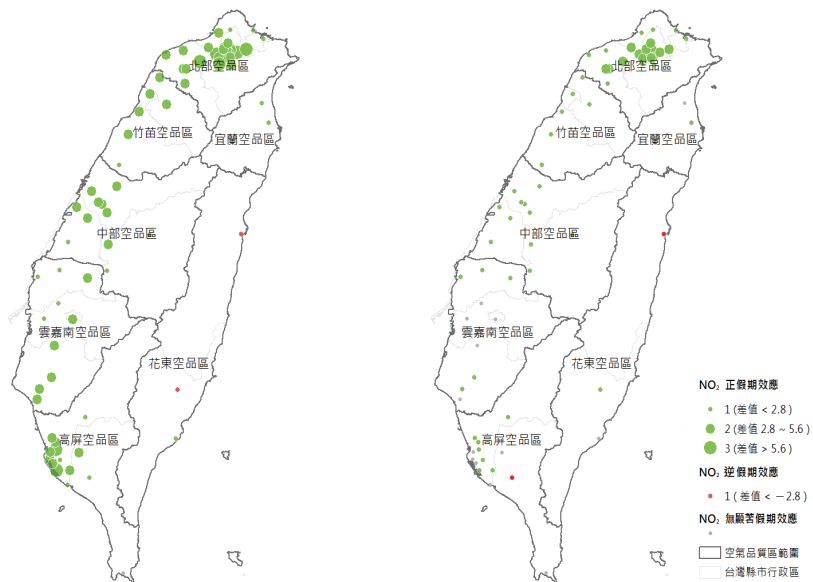 北部空品區
竹苗空品區
宜蘭空品區
中部空品區
雲嘉南空品區
花東空品區
高屏空品區
北部空品區
竹苗空品區
宜蘭空品區
中部空品區
雲嘉南空品區
花東空品區
高屏空品區
NO₂ 正假期效應
1 (差值 < 2.8 )
2 (差值 2.8 ~ 5.6 )
3 (差值 > 5.6 )
NO₂ 逆假期效應
1 ( 差值 < －2.8 )
NO₂ 無顯著假期效應
空氣品質區範圍
台灣縣市行政區